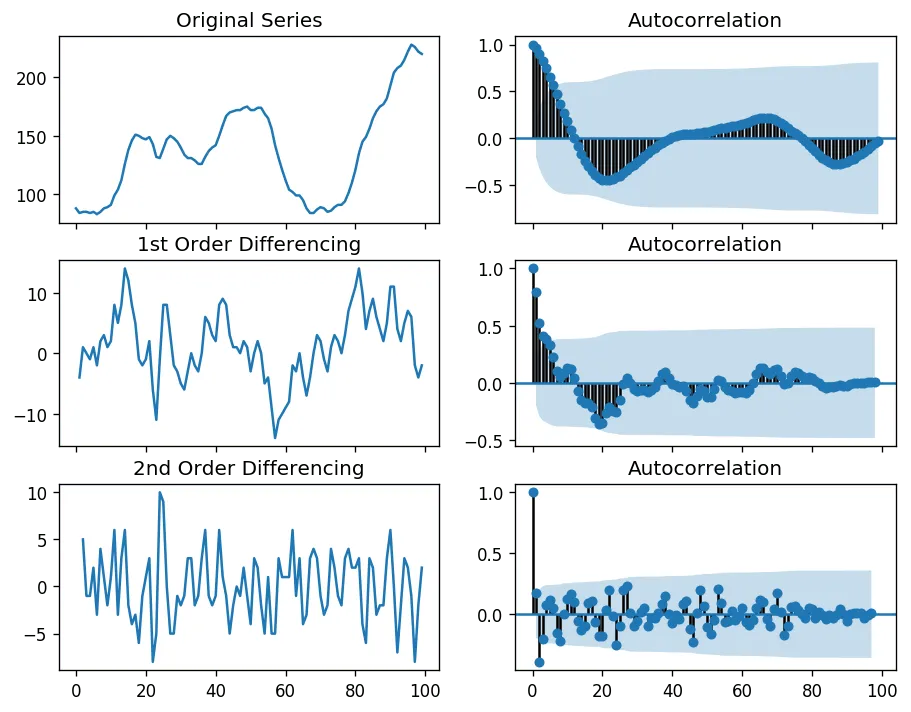 Original Series
200
150
100
Autocorrelation
1.0
0.5
0.0
−0.5
1st Order Differencing
10
0
−10
Autocorrelation
1.0
0.5
0.0
−0.5
2nd Order Differencing
10
5
0
−5
0 20 40 60 80 100
Autocorrelation
1.0
0.5
0.0
0 20 40 60 80 100